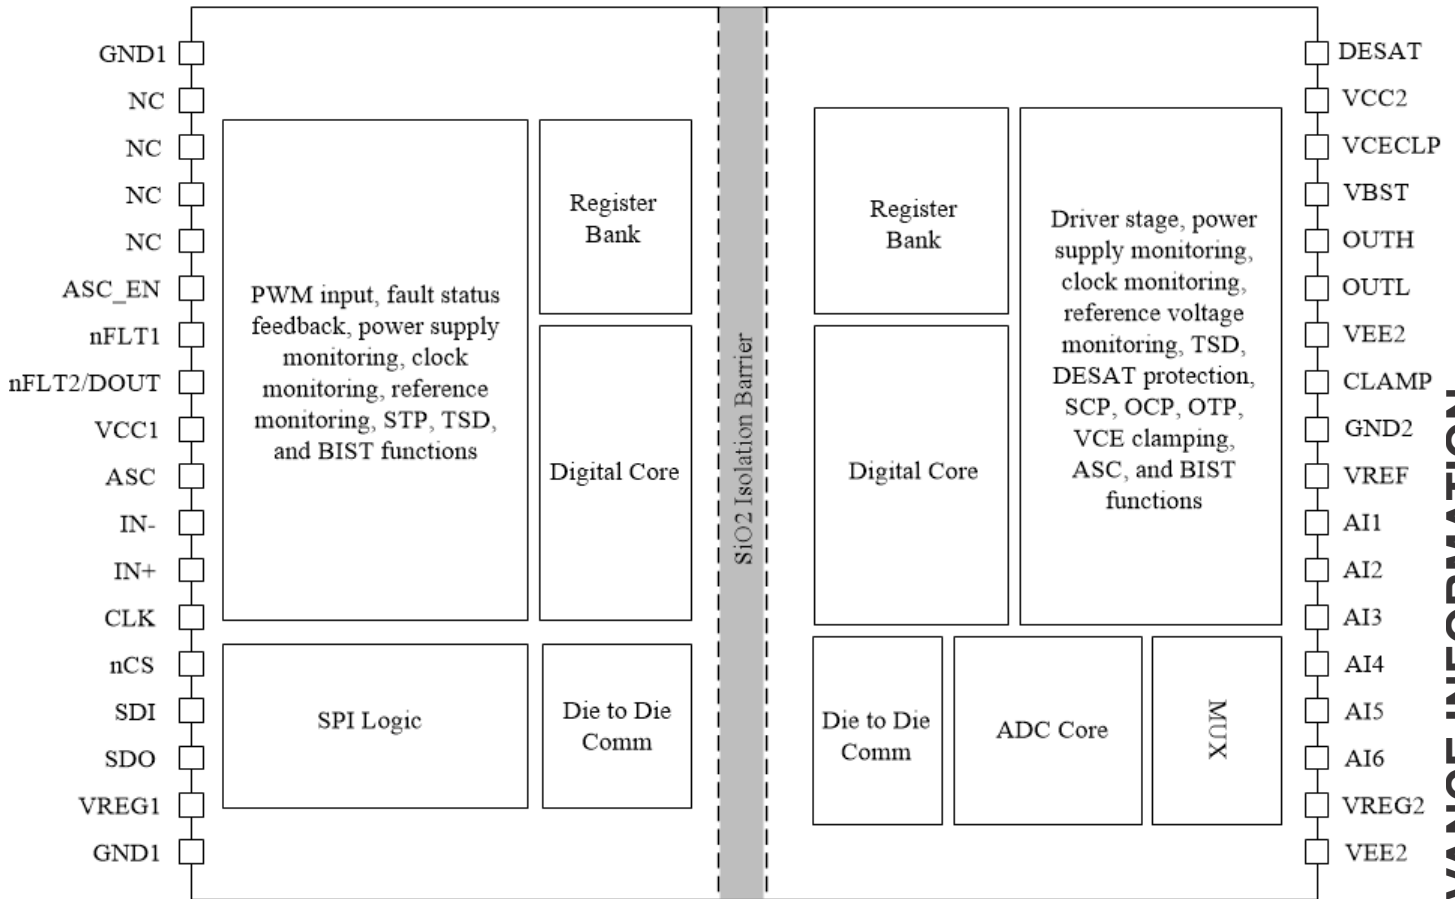 GND1
NC
NC
NC
NC
ASC_EN
nFLT1
nFLT2/DOUT
VCC1
ASC
IN-
IN+
CLK
nCS
SDI
SDO
VREG1
GND1
PWM input, fault status
feedback, power supply
monitoring, clock
monitoring, reference
monitoring, STP, TSD,
and BIST functions
Register
Bank
Digital Core
SPI Logic
Die to Die
Comm
SiO2 Isolation Barrier
Register
Bank
Digital Core
Driver stage, power
supply monitoring,
clock monitoring,
reference voltage
monitoring, TSD,
DESAT protection,
SCP, OCP, OTP,
VCE clamping,
ASC, and BIST
functions
Die to Die
Comm
ADC Core
MUX
DESAT
VCC2
VCECLP
VBST
OUTH
OUTL
VEE2
CLAMP
GND2
VREF
AI1
AI2
AI3
AI4
AI5
AI6
VREG2
VEE2
INFORMATION